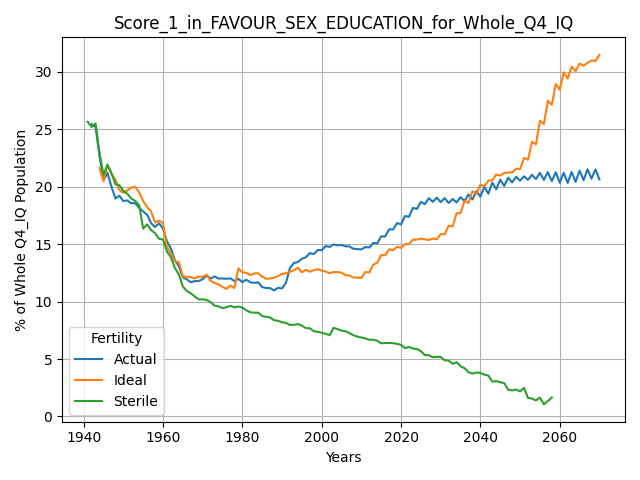 Score_1_in_FAVOUR_SEX_EDUCATION_for_Whole_Q4_IQ
% of Whole Q4_IQ Population
30
25
20
15
10
5
0
Fertility
Actual
Ideal
Sterile
1940 1960 1980 2000 2020 2040 2060
Years